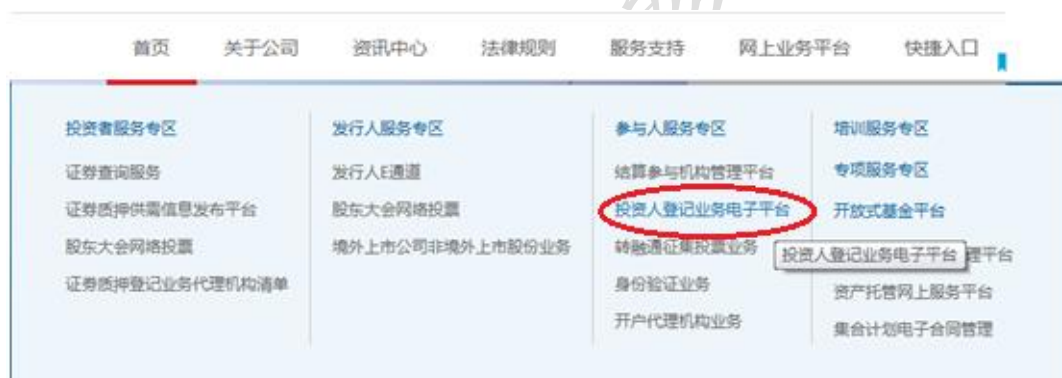 首页 关于公司 资讯中心 法律规则 服务支持 网上业务平台 快捷入口
投资者服务专区
证券查询服务
证券质押供需信息发布平台
股东大会网络投票
证券质押登记业务代理机构清单
发行人服务专区
发行人E通道
股东大会网络投票
境外上市公司非境外上市股份业务
参与人服务专区
结算参与机构管理平台
投资人登记业务电子平台
转融通征集投票业务
身份验证业务
开户代理机构业务
培训服务专区
专项服务专区
开放式基金平台
投资人登记业务电子平台
理平台
资产托管网上服务平台
集合计划电子合同管理